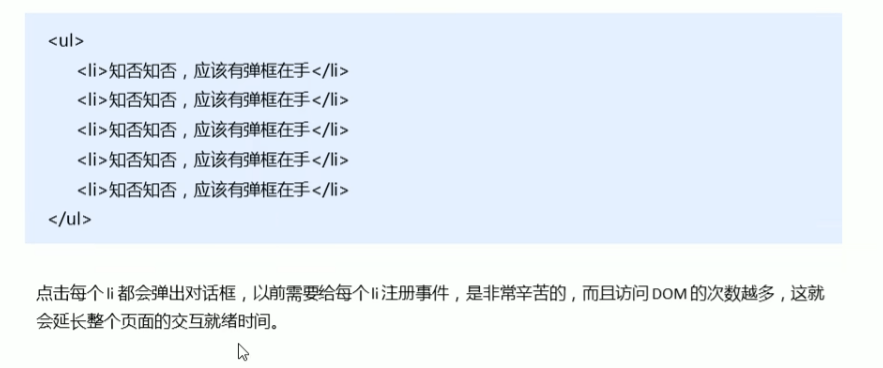 <ul>
<li>知否知否，应该有弹框在手</li>
<li>知否知否，应该有弹框在手</li>
<li>知否知否，应该有弹框在手</li>
<li>知否知否，应该有弹框在手</li>
<li>知否知否，应该有弹框在手</li>
</ul>
点击每个 li 都会弹出对话框，以前需要给每个 li 注册事件，是非常辛苦的，而且访问 DOM 的次数越多，这就
会延长整个页面的交互就绪时间。